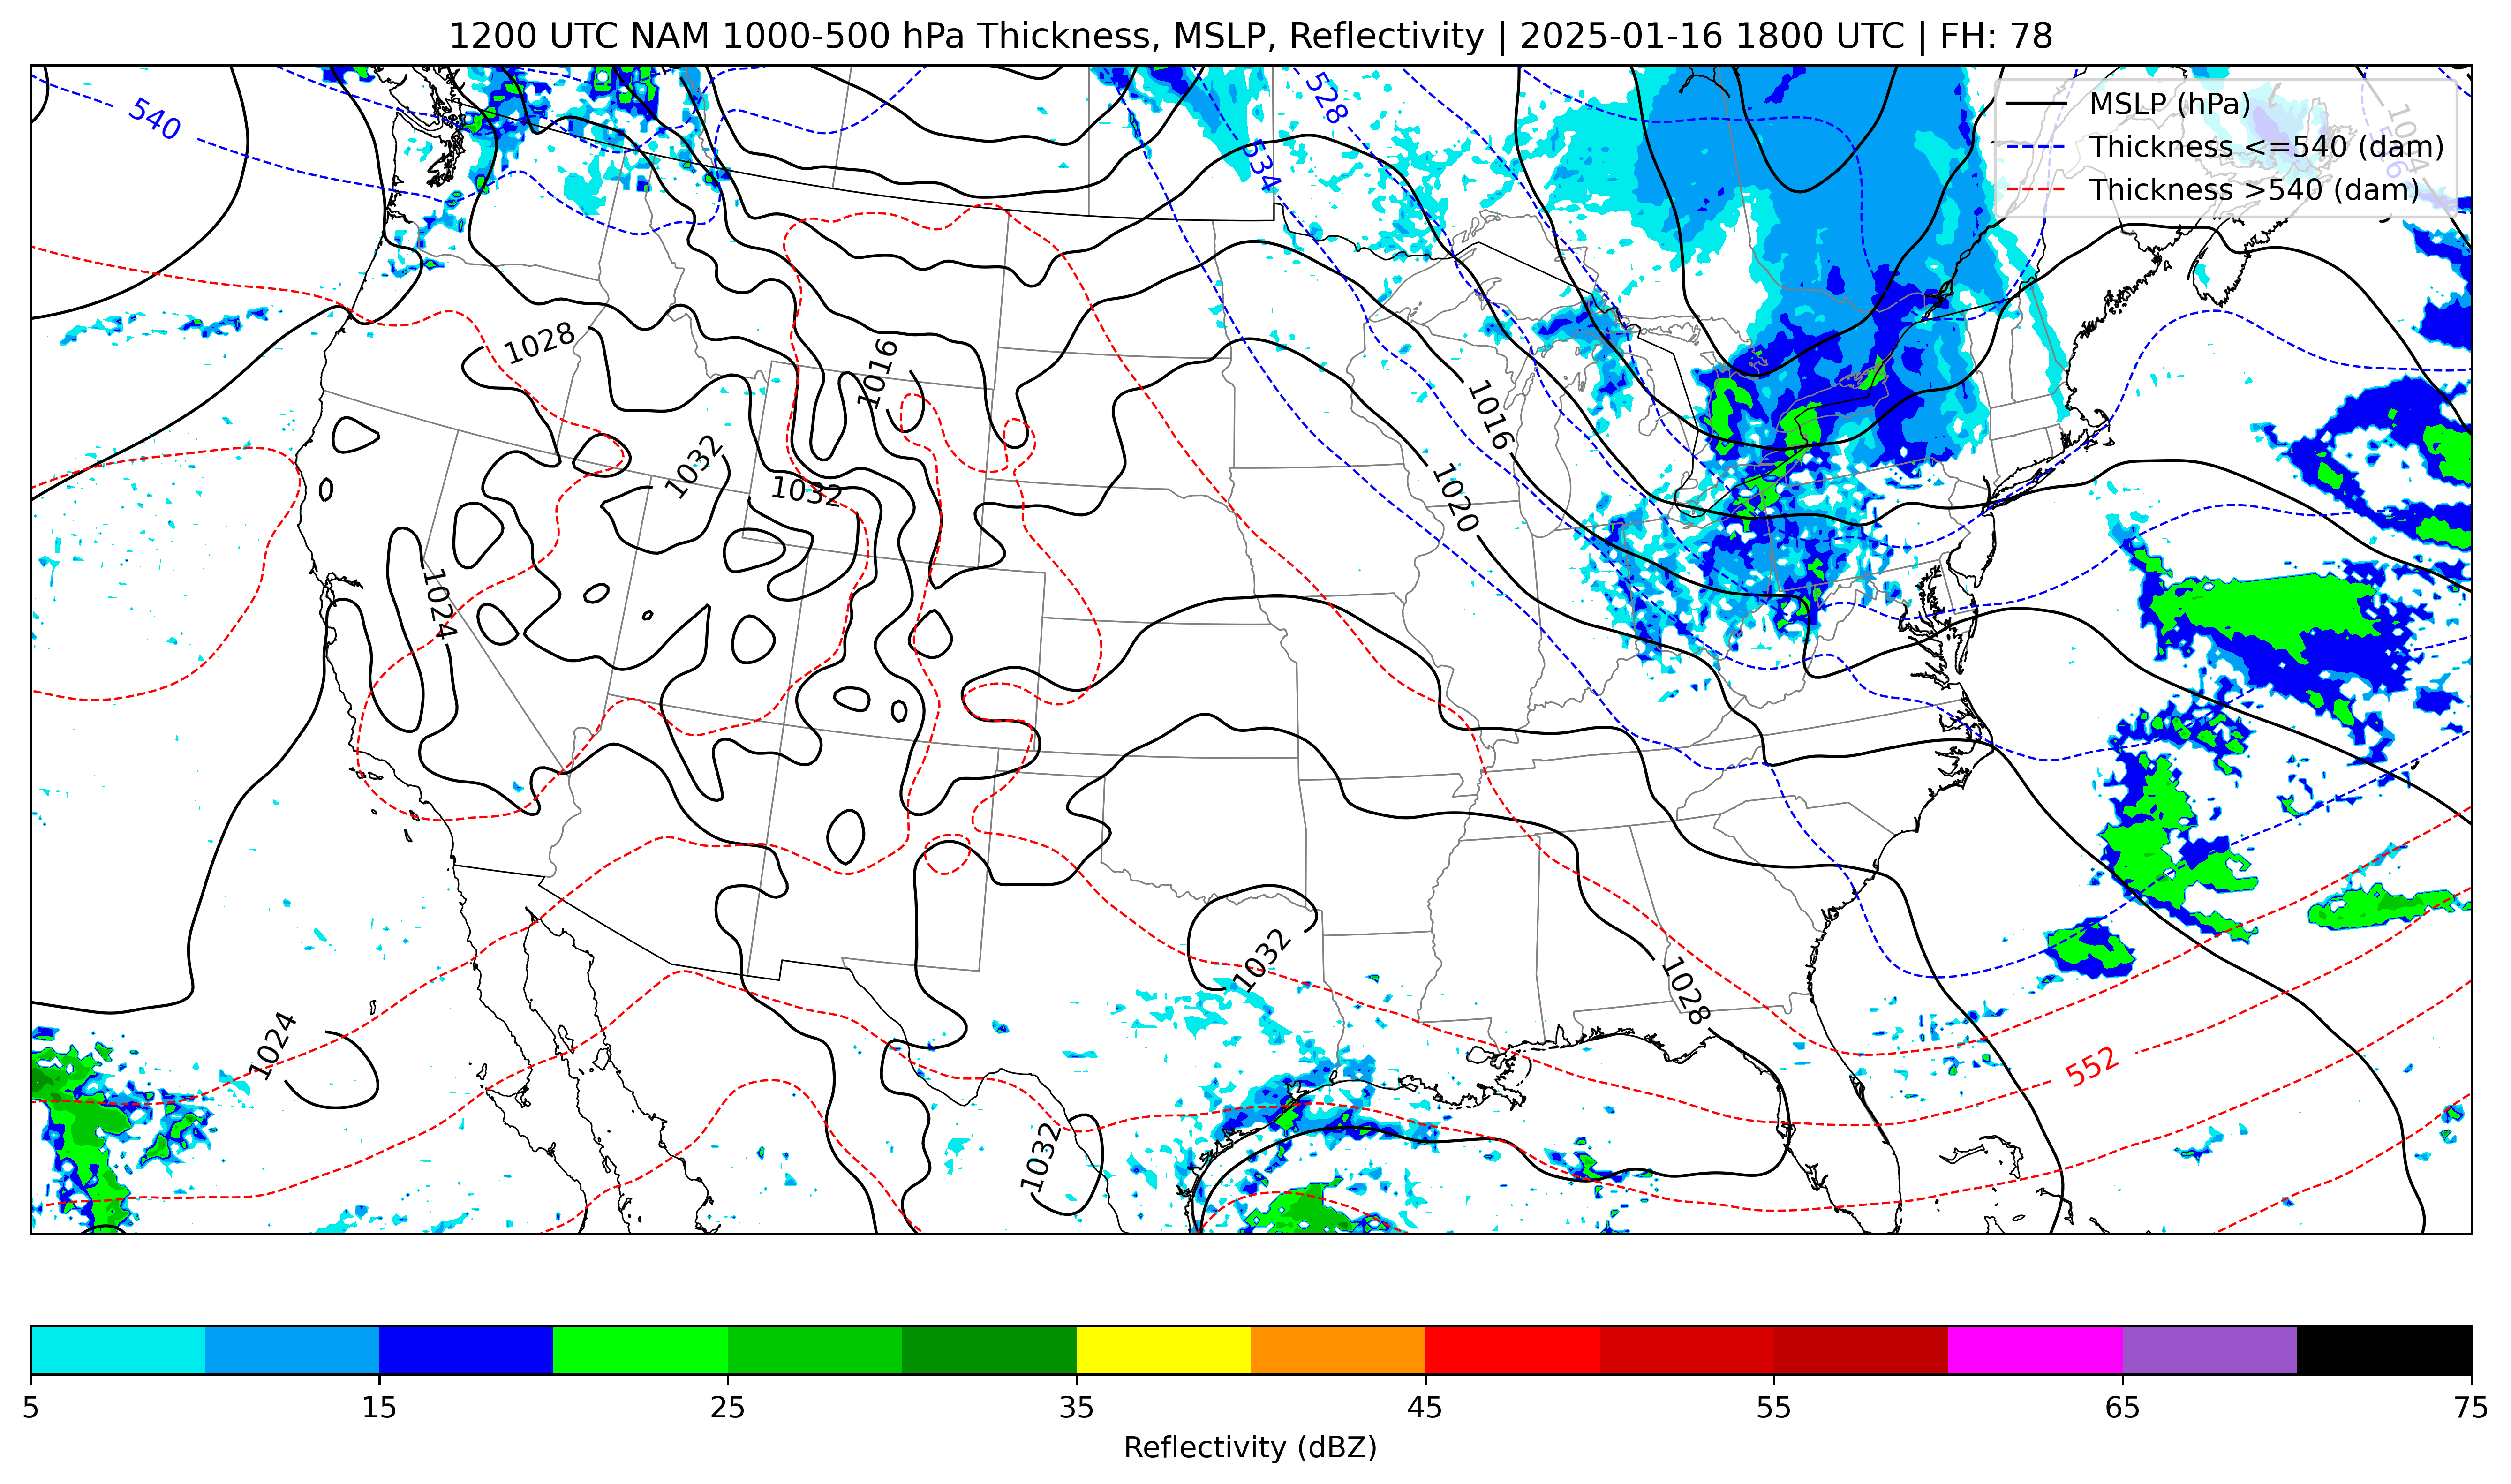 1200 UTC NAM 1000-500 hPa Thickness, MSLP, Reflectivity | 2025-01-16 1800 UTC | FH: 78
MSLP (hPa)
Thickness <=540 (dam)
Thickness >540 (dam)
540
528
534
1028
1016
1032
1032
1016
1020
1024
1032
1028
1024
552
1032
5 15 25 35 45 55 65 75
Reflectivity (dBZ)